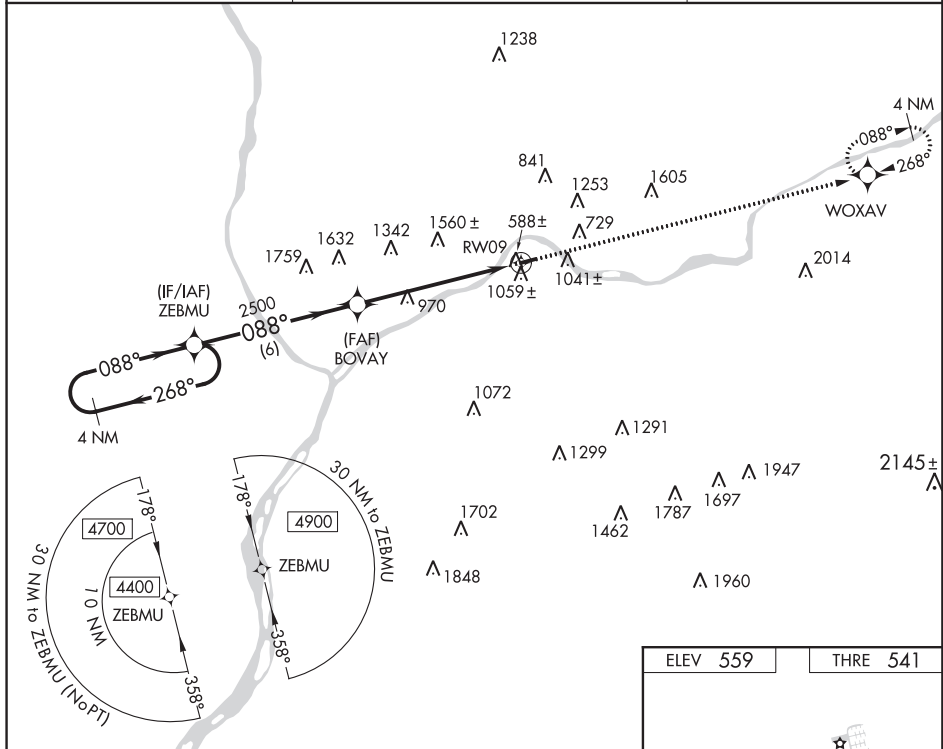 1238
4 NM
088°
268°
WOXAV
841
1253
1605
588±
729
RW09
1560 ±
1342
1632
1759
1059 ±
1041±
2014
(IF/IAF)
ZEBMU
2500
088°
(6)
970
(FAF)
BOVAY
088°
268°
4 NM
1072
1291
1299
1947
2145±
1697
1787
1462
1702
1848
1960
178°
4700
4400
ZEBMU
10 NM
30 NM to ZEBMU (NoPT)
358°
178°
30 NM to ZEBMU
4900
ZEBMU
358°
ELEV 559
THRE 541